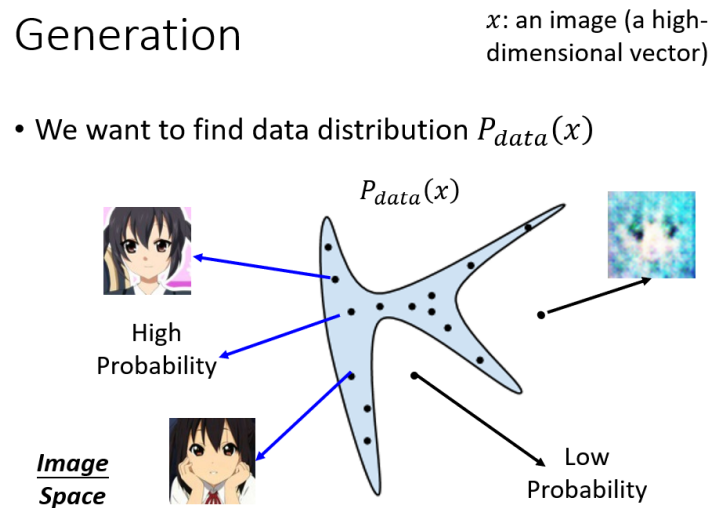 Generation
x: an image (a high-
dimensional vector)
• We want to find data distribution P_data(x)
P_data(x)
High
Probability
Image
Space
Low
Probability